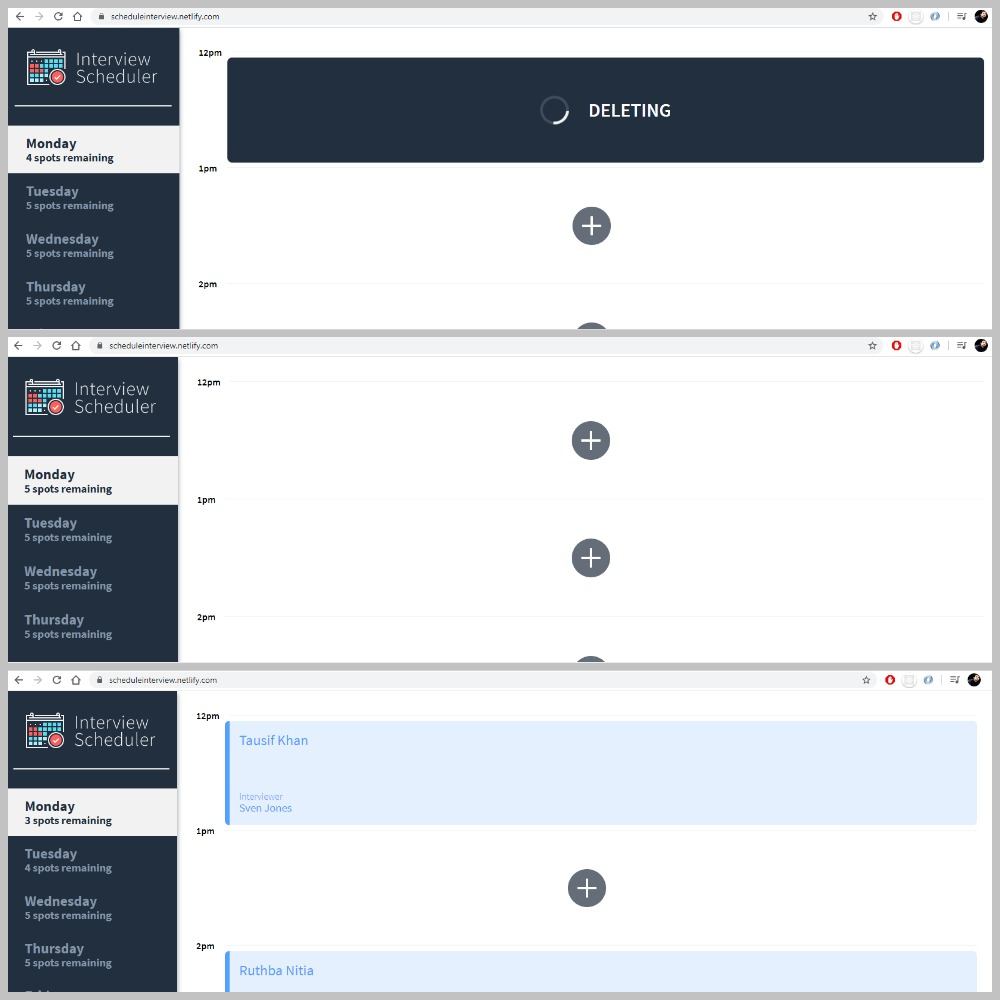 scheduleinterview.netlify.com
Interview
Scheduler
Monday
4 spots remaining
Tuesday
5 spots remaining
Wednesday
5 spots remaining
Thursday
5 spots remaining
12pm
DELETING
1pm
2pm
scheduleinterview.netlify.com
Interview
Scheduler
Monday
5 spots remaining
Tuesday
5 spots remaining
Wednesday
5 spots remaining
Thursday
5 spots remaining
12pm
1pm
2pm
scheduleinterview.netlify.com
Interview
Scheduler
Monday
3 spots remaining
Tuesday
4 spots remaining
Wednesday
5 spots remaining
Thursday
5 spots remaining
12pm
Tausif Khan
Interviewer
Sven Jones
1pm
2pm
Ruthba Nitia